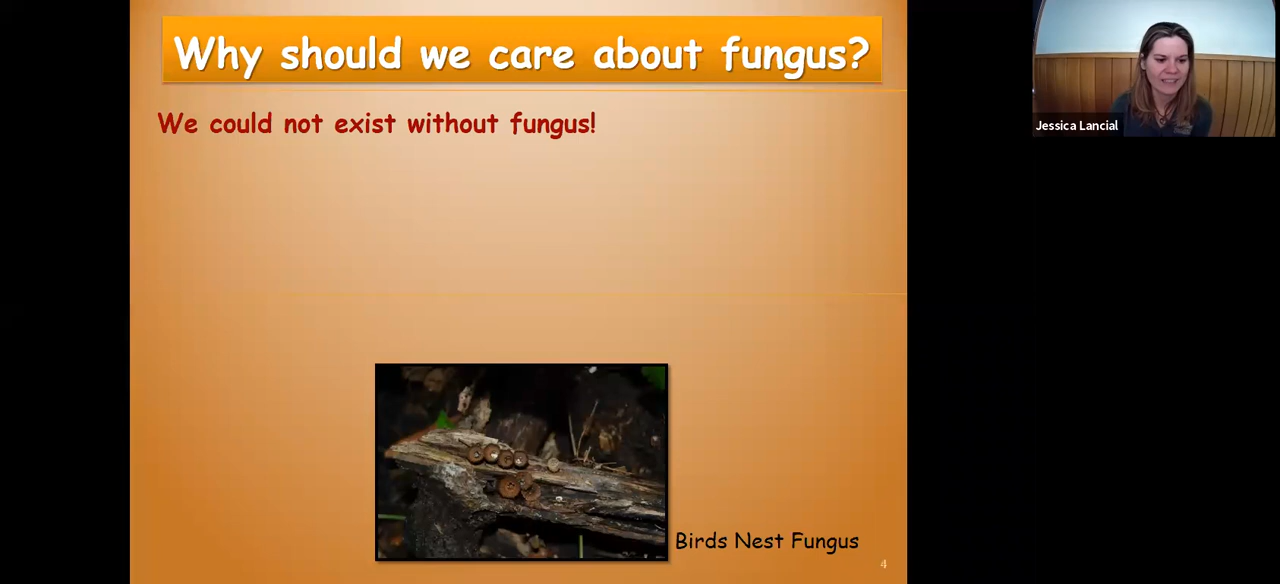 Why should we care about fungus?
We could not exist without fungus!
Jessica Lancial
Birds Nest Fungus
4